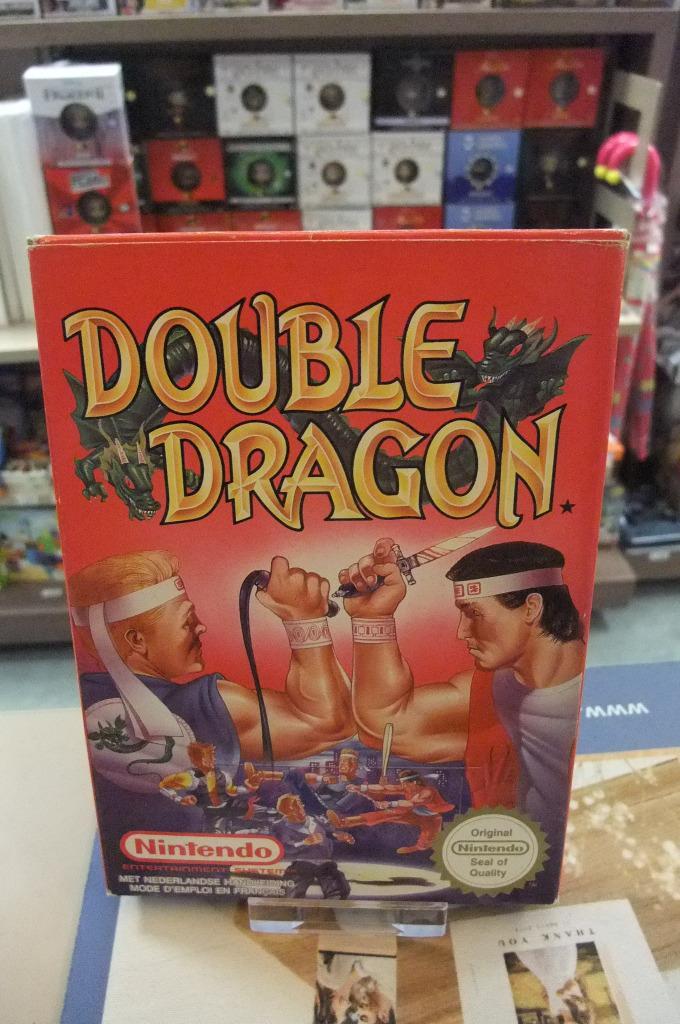 DOUBLE
DRAGON
Nintendo
ENTERTAINMENT SYSTEM
MET NEDERLANDSE HANDLEIDING
MODE D'EMPLOI EN FRANÇAIS
Original
Nintendo
Seal of
Quality
TM
www
THANK YOU